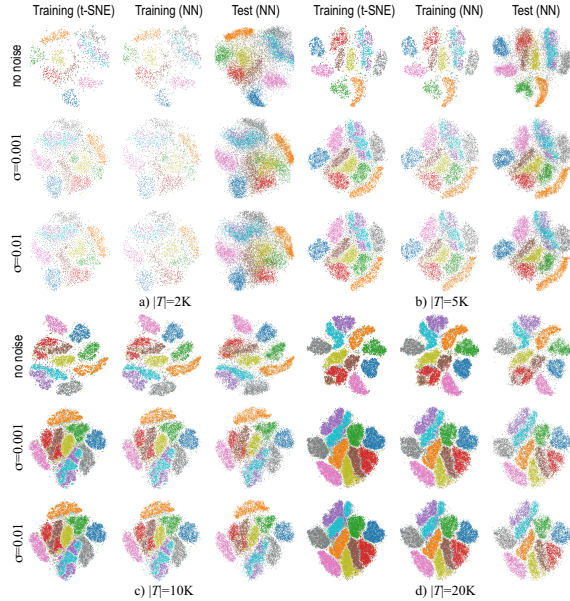 Training (t-SNE) Training (NN) Test (NN) Training (t-SNE) Training (NN) Test (NN)
no noise
σ=0.001
σ=0.01
a) |T|=2K b) |T|=5K
no noise
σ=0.001
σ=0.01
c) |T|=10K d) |T|=20K